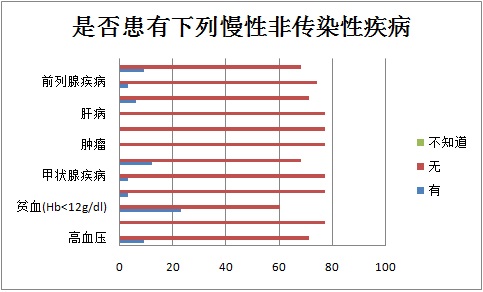 是否患有下列慢性非传染性疾病
前列腺疾病
肝病
肿瘤
甲状腺疾病
贫血(Hb<12g/dl)
高血压
不知道
无
有
0 20 40 60 80 100